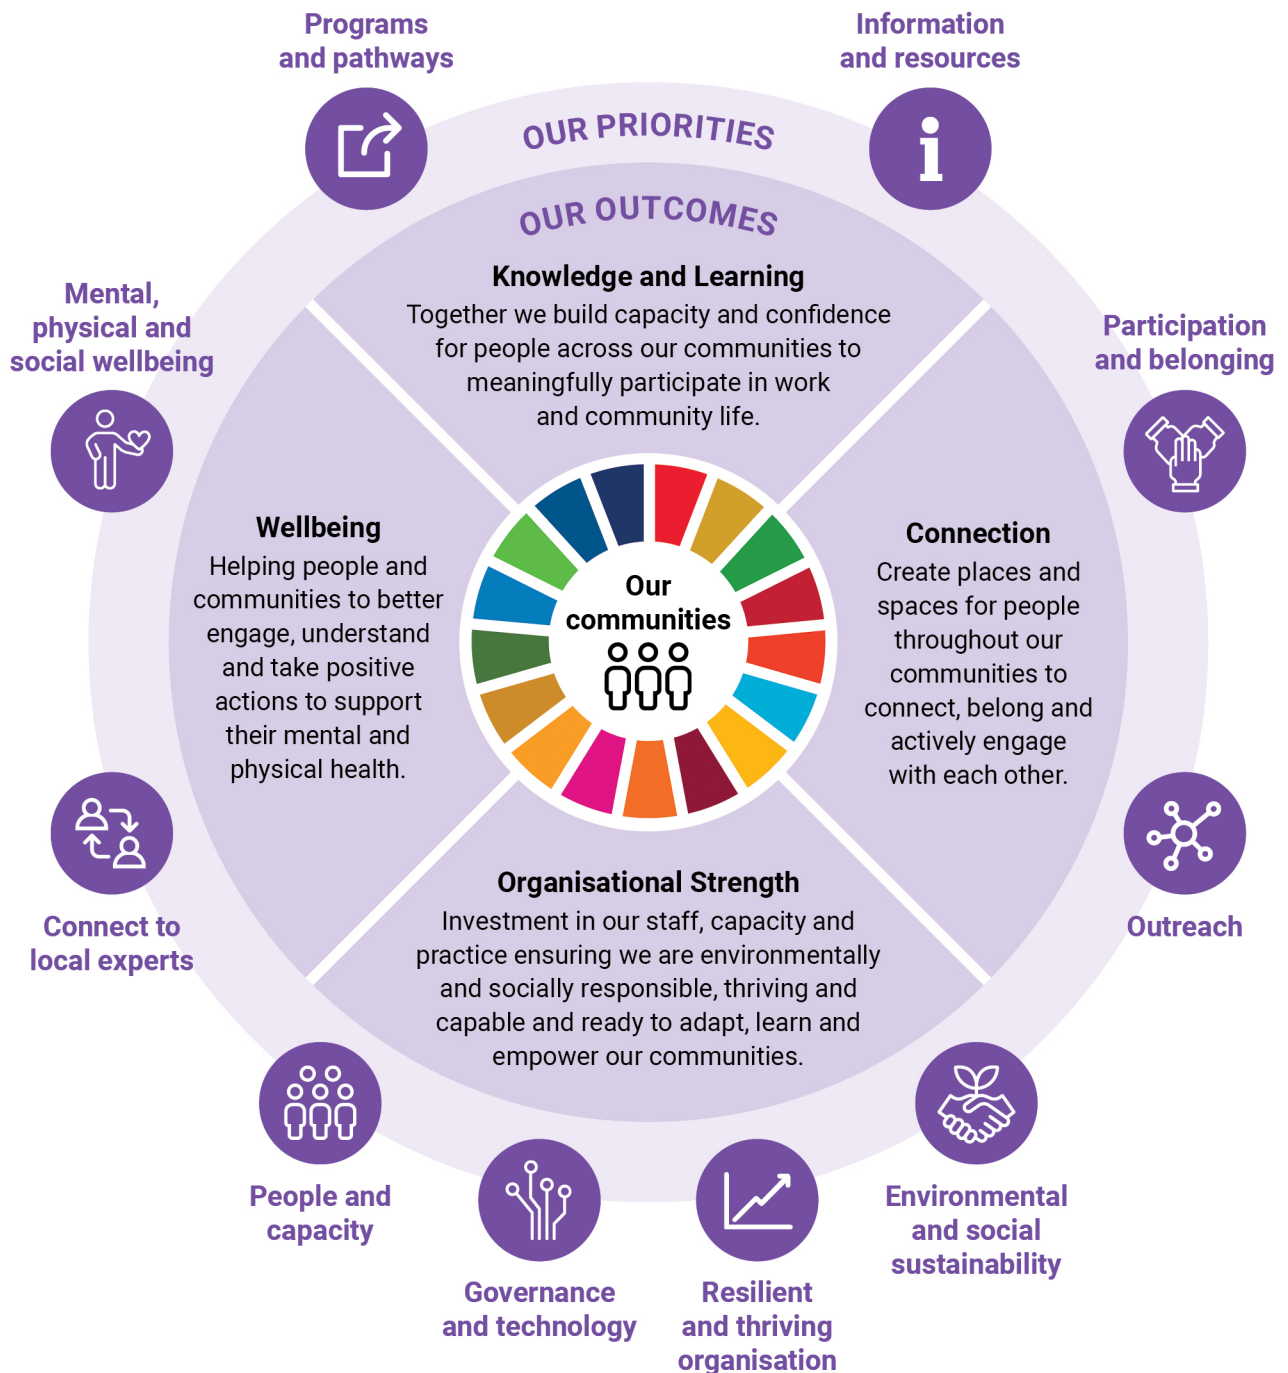 Programs
and pathways
Information
and resources
OUR PRIORITIES
OUR OUTCOMES
Knowledge and Learning
Together we build capacity and confidence
for people across our communities to
meaningfully participate in work
and community life.
Mental,
physical and
social wellbeing
Participation
and belonging
Wellbeing
Helping people and
communities to better
engage, understand
and take positive
actions to support
their mental and
physical health.
Our
communities
Connection
Create places and
spaces for people
throughout our
communities to
connect, belong and
actively engage
with each other.
Connect to
local experts
Outreach
Organisational Strength
Investment in our staff, capacity and
practice ensuring we are environmentally
and socially responsible, thriving and
capable and ready to adapt, learn and
empower our communities.
People and
capacity
Governance
and technology
Resilient
and thriving
organisation
Environmental
and social
sustainability